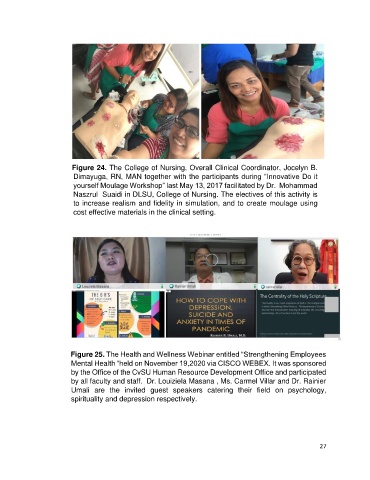 Figure 24. The College of Nursing, Overall Clinical Coordinator, Jocelyn B.
Dimayuga, RN, MAN together with the participants during “Innovative Do it
yourself Moulage Workshop” last May 13, 2017 facilitated by Dr. Mohammad
Naszrul Suaidi in DLSU, College of Nursing. The electives of this activity is
to increase realism and fidelity in simulation, and to create moulage using
cost effective materials in the clinical setting.
HOW TO COPE WITH
DEPRESSION,
SUICIDE AND
ANXIETY IN TIMES OF
PANDEMIC
The Centrality of the Holy Scripture
Figure 25. The Health and Wellness Webinar entitled “Strengthening Employees
Mental Health “held on November 19,2020 via CISCO WEBEX. It was sponsored
by the Office of the CvSU Human Resource Development Office and participated
by all faculty and staff. Dr. Louiziela Masana , Ms. Carmel Villar and Dr. Rainier
Umali are the invited guest speakers catering their field on psychology,
spirituality and depression respectively.
27